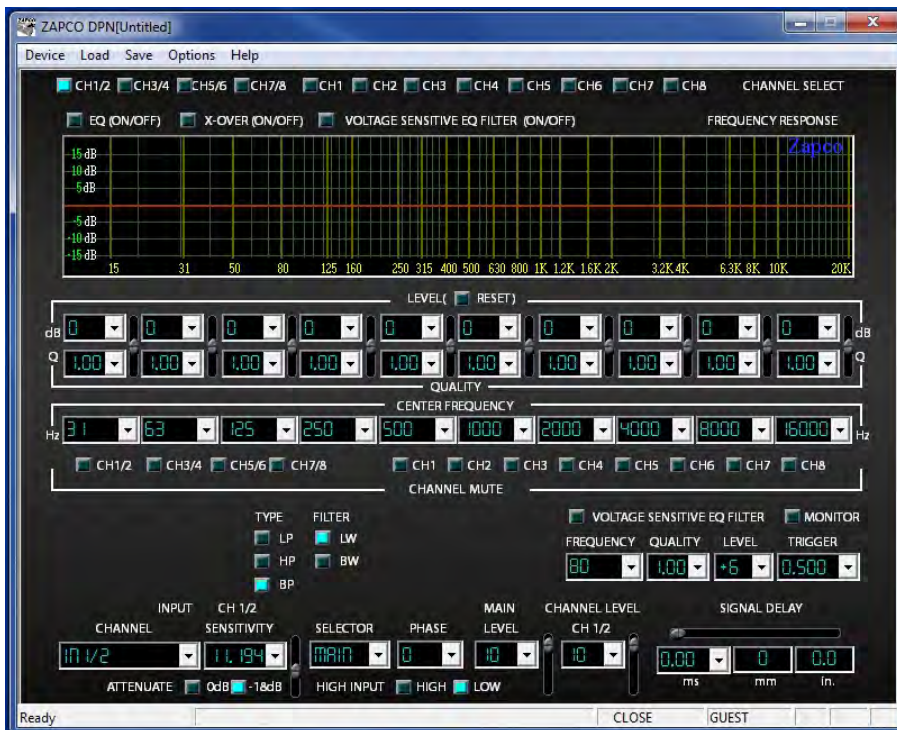 ZAPCO DPN[Untitled]
Device Load Save Options Help
CH1/2 CH3/4 CH5/6 CH7/8 CH1 CH2 CH3 CH4 CH5 CH6 CH7 CH8 CHANNEL SELECT
EQ (ON/OFF) X-OVER (ON/OFF) VOLTAGE SENSITIVE EQ FILTER (ON/OFF) FREQUENCY RESPONSE
Zapco
15 dB
10 dB
5 dB
-5 dB
-10 dB
-15 dB
15 31 50 80 125 160 250 315 400 500 630 800 1K 1.2K 1.6K 2K 3.2K 4K 6.3K 8K 10K 20K
LEVEL( RESET )
dB 0 0 0 0 0 0 0 0 0 0 dB
Q 1.00 1.00 1.00 1.00 1.00 1.00 1.00 1.00 1.00 1.00 Q
QUALITY
CENTER FREQUENCY
Hz 31 63 125 250 500 1000 2000 4000 8000 16000 Hz
CH1/2 CH3/4 CH5/6 CH7/8 CH1 CH2 CH3 CH4 CH5 CH6 CH7 CH8
CHANNEL MUTE
TYPE FILTER
LP LW
HP BW
BP
VOLTAGE SENSITIVE EQ FILTER MONITOR
FREQUENCY QUALITY LEVEL TRIGGER
80 1.00 +6 0.500
INPUT CH 1/2 MAIN CHANNEL LEVEL SIGNAL DELAY
CHANNEL SENSITIVITY SELECTOR PHASE LEVEL CH 1/2
IN 1/2 11.194 MAIN 0 10 10 0.00 0 0.0
ms mm in.
ATTENUATE 0dB -18dB HIGH INPUT HIGH LOW
Ready CLOSE GUEST